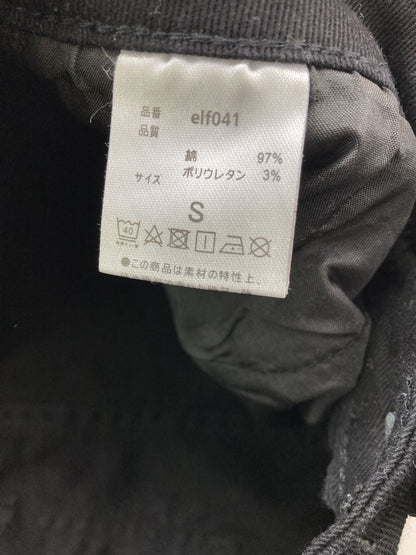 品番 elf041
品質
綿 97%
ポリウレタン 3%
サイズ
S
40
●この商品は素材の特性上、